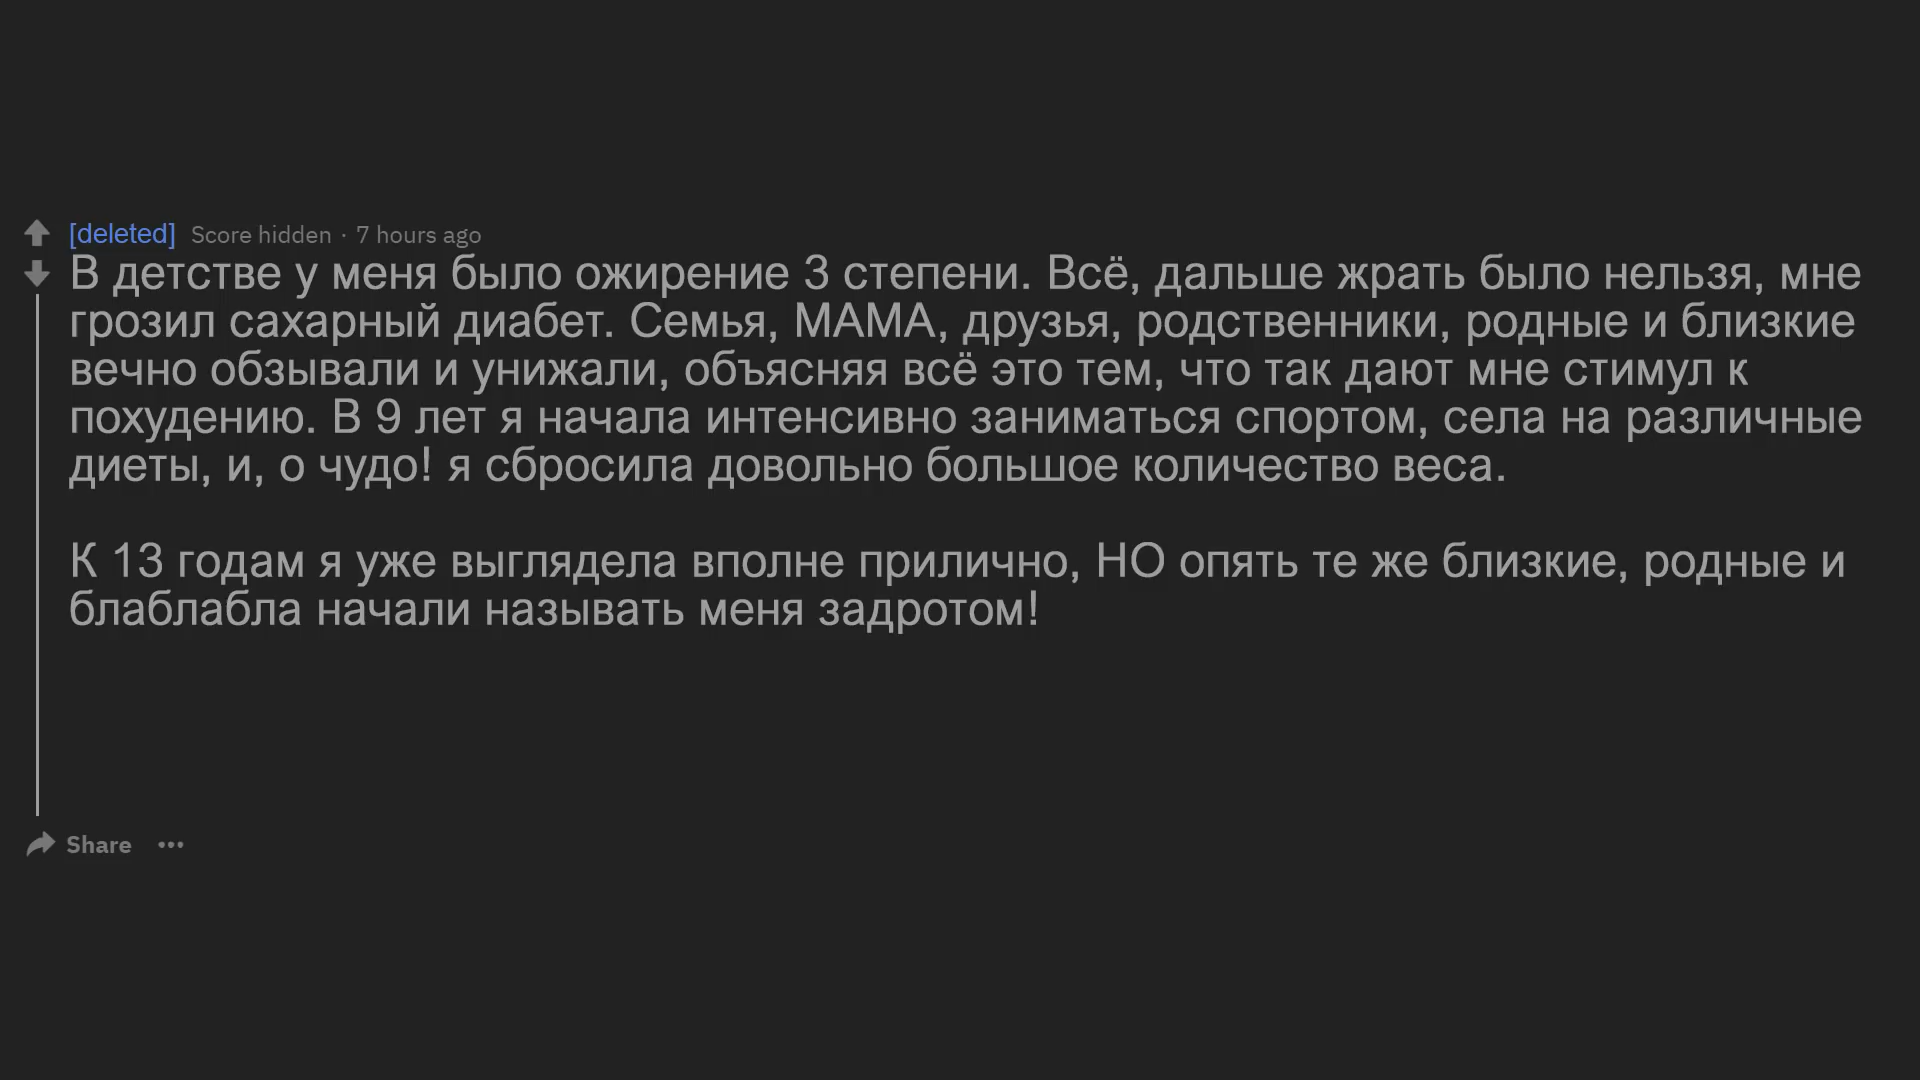 [deleted] Score hidden · 7 hours ago
В детстве у меня было ожирение 3 степени. Всё, дальше жрать было нельзя, мне
грозил сахарный диабет. Семья, МАМА, друзья, родственники, родные и близкие
вечно обзывали и унижали, объясняя всё это тем, что так дают мне стимул к
похудению. В 9 лет я начала интенсивно заниматься спортом, села на различные
диеты, и, о чудо! я сбросила довольно большое количество веса.
К 13 годам я уже выглядела вполне прилично, НО опять те же близкие, родные и
блаблабла начали называть меня задротом!
Share ···